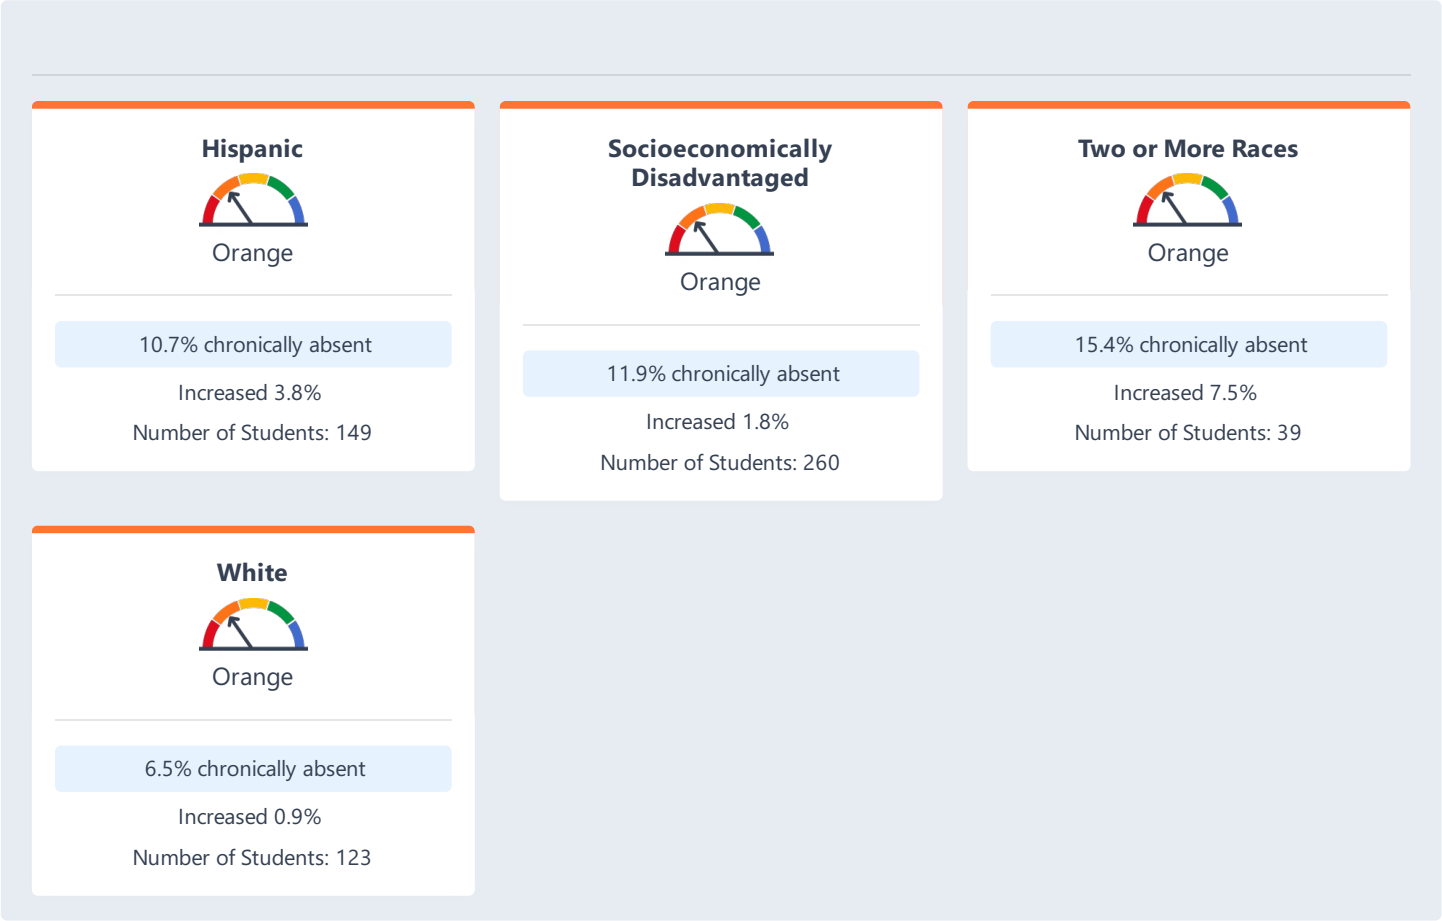 Hispanic
Orange
10.7% chronically absent
Increased 3.8%
Number of Students: 149
Socioeconomically
Disadvantaged
Orange
11.9% chronically absent
Increased 1.8%
Number of Students: 260
Two or More Races
Orange
15.4% chronically absent
Increased 7.5%
Number of Students: 39
White
Orange
6.5% chronically absent
Increased 0.9%
Number of Students: 123